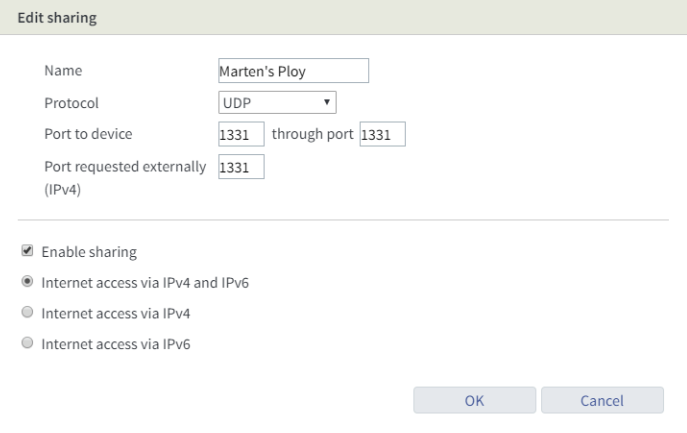 Edit sharing
Name Marten's Ploy
Protocol UDP
Port to device 1331 through port 1331
Port requested externally 1331
(IPv4)
Enable sharing
Internet access via IPv4 and IPv6
Internet access via IPv4
Internet access via IPv6
OK Cancel